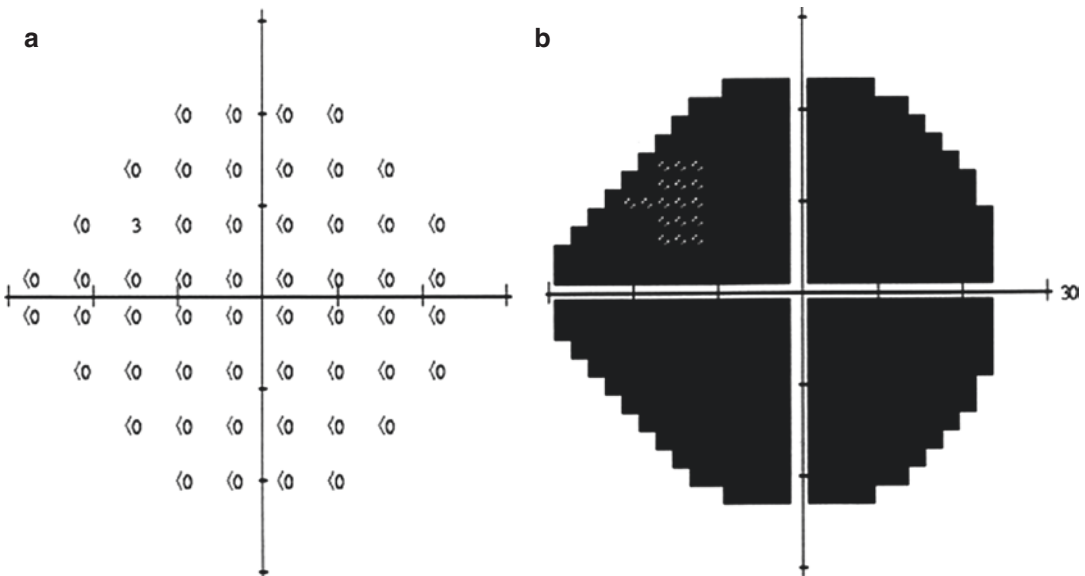 a
b
<0 <0 <0 <0
<0 <0 <0 <0 <0 <0
<0 3 <0 <0 <0 <0 <0 <0
<0 <0 <0 <0 <0 <0 <0 <0 <0
<0 <0 <0 <0 <0 <0 <0 <0 <0
<0 <0 <0 <0 <0 <0 <0 <0
<0 <0 <0 <0 <0 <0
<0 <0 <0 <0
30